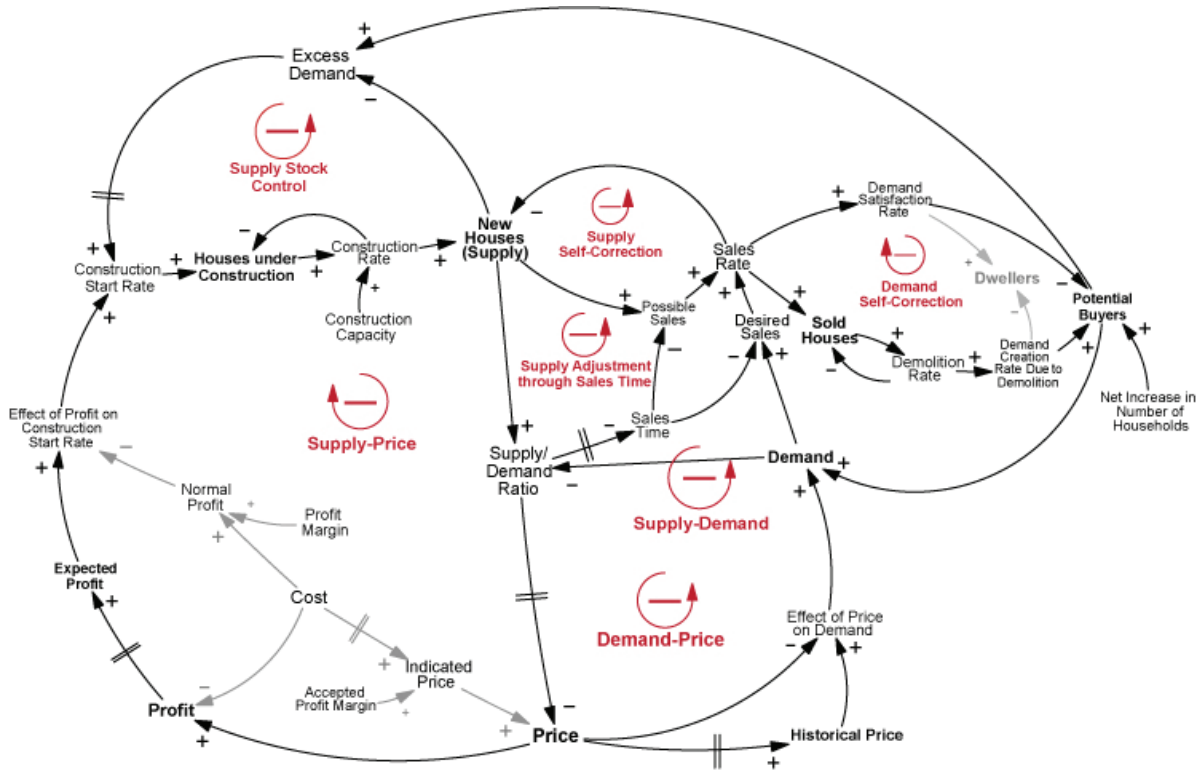 Excess
Demand
Supply Stock
Control
New
Houses
(Supply)
Supply
Self-Correction
Demand
Satisfaction
Rate
Sales
Rate
Dwellers
Demand
Self-Correction
Construction
Start Rate
Houses under
Construction
Construction
Rate
Construction
Capacity
Possible
Sales
Desired
Sales
Sold
Houses
Potential
Buyers
Supply Adjustment
through Sales Time
Demolition
Rate
Demand
Creation
Rate Due to
Demolition
Net Increase in
Number of
Households
Effect of Profit on
Construction
Start Rate
Supply-Price
Sales
Time
Supply/
Demand
Ratio
Demand
Supply-Demand
Normal
Profit
Profit
Margin
Expected
Profit
Cost
Demand-Price
Effect of Price
on Demand
Indicated
Price
Accepted
Profit Margin
Profit
Price
Historical Price